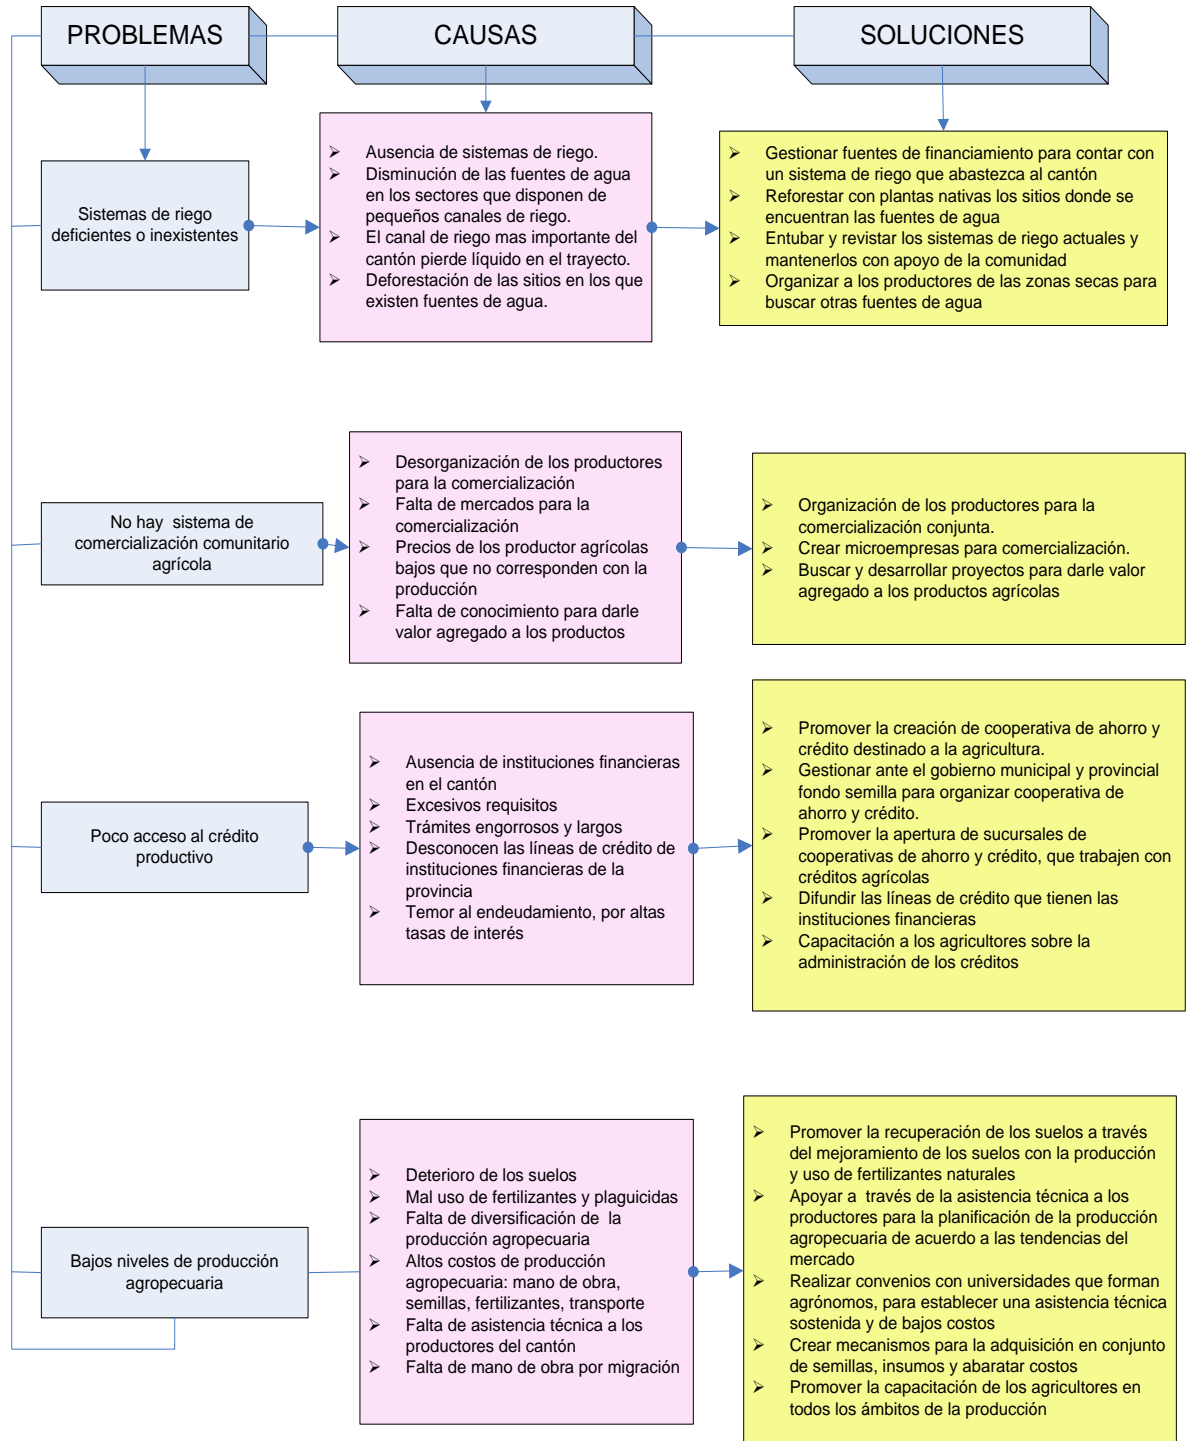 PROBLEMAS
CAUSAS
SOLUCIONES
Sistemas de riego
deficientes o inexistentes
Ausencia de sistemas de riego.
Disminución de las fuentes de agua
en los sectores que disponen de
pequeños canales de riego.
El canal de riego mas importante del
cantón pierde líquido en el trayecto.
Deforestación de las sitios en los que
existen fuentes de agua.
Gestionar fuentes de financiamiento para contar con
un sistema de riego que abastezca al cantón
Reforestar con plantas nativas los sitios donde se
encuentran las fuentes de agua
Entubar y revistar los sistemas de riego actuales y
mantenerlos con apoyo de la comunidad
Organizar a los productores de las zonas secas para
buscar otras fuentes de agua
No hay sistema de
comercialización comunitario
agrícola
Desorganización de los productores
para la comercialización
Falta de mercados para la
comercialización
Precios de los productor agrícolas
bajos que no corresponden con la
producción
Falta de conocimiento para darle
valor agregado a los productos
Organización de los productores para la
comercialización conjunta.
Crear microempresas para comercialización.
Buscar y desarrollar proyectos para darle valor
agregado a los productos agrícolas
Poco acceso al crédito
productivo
Ausencia de instituciones financieras
en el cantón
Excesivos requisitos
Trámites engorrosos y largos
Desconocen las líneas de crédito de
instituciones financieras de la
provincia
Temor al endeudamiento, por altas
tasas de interés
Promover la creación de cooperativa de ahorro y
crédito destinado a la agricultura.
Gestionar ante el gobierno municipal y provincial
fondo semilla para organizar cooperativa de
ahorro y crédito.
Promover la apertura de sucursales de
cooperativas de ahorro y crédito, que trabajen con
créditos agrícolas
Difundir las líneas de crédito que tienen las
instituciones financieras
Capacitación a los agricultores sobre la
administración de los créditos
Bajos niveles de producción
agropecuaria
Deterioro de los suelos
Mal uso de fertilizantes y plaguicidas
Falta de diversificación de la
producción agropecuaria
Altos costos de producción
agropecuaria: mano de obra,
semillas, fertilizantes, transporte
Falta de asistencia técnica a los
productores del cantón
Falta de mano de obra por migración
Promover la recuperación de los suelos a través
del mejoramiento de los suelos con la producción
y uso de fertilizantes naturales
Apoyar a través de la asistencia técnica a los
productores para la planificación de la producción
agropecuaria de acuerdo a las tendencias del
mercado
Realizar convenios con universidades que forman
agrónomos, para establecer una asistencia técnica
sostenida y de bajos costos
Crear mecanismos para la adquisición en conjunto
de semillas, insumos y abaratar costos
Promover la capacitación de los agricultores en
todos los ámbitos de la producción